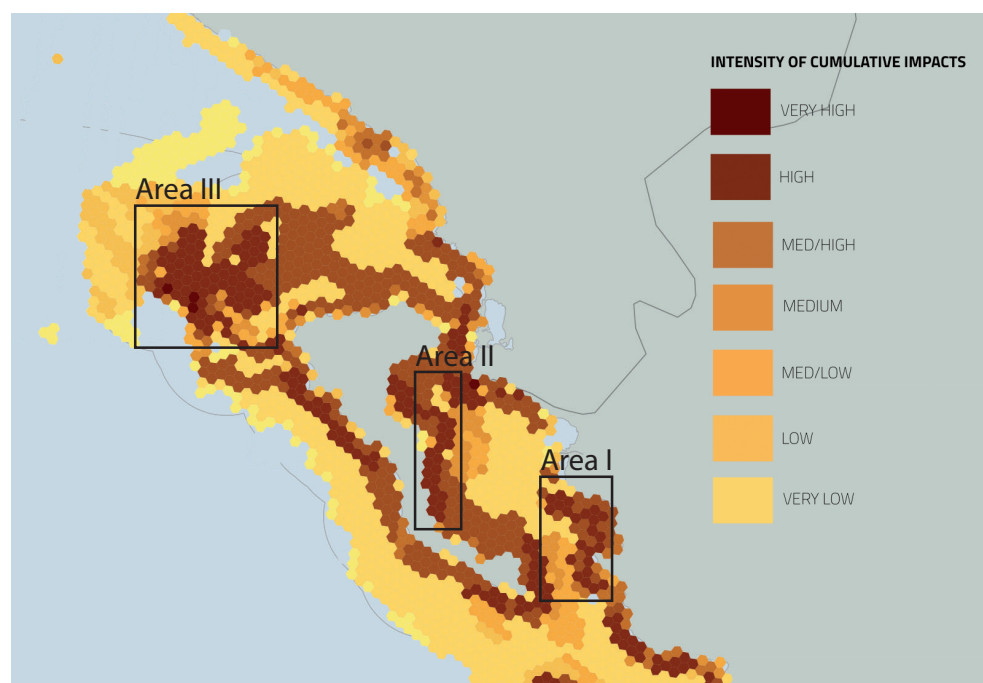 INTENSITY OF CUMULATIVE IMPACTS
VERY HIGH
HIGH
MED/HIGH
MEDIUM
MED/LOW
LOW
VERY LOW
Area III
Area II
Area I